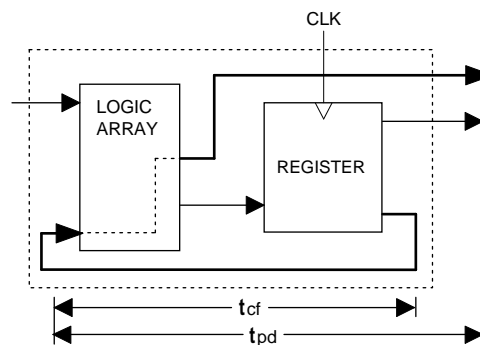 CLK
LOGIC
ARRAY
REGISTER
tcf
tpd